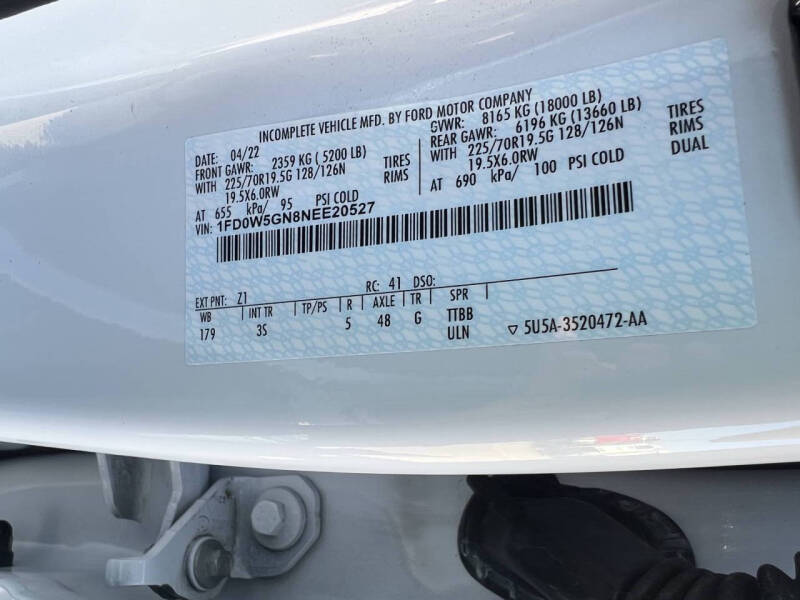 INCOMPLETE VEHICLE MFD. BY FORD MOTOR COMPANY
DATE: 04/22
FRONT GAWR: 2359 KG ( 5200 LB)
WITH 225/70R19.5G 128/126N TIRES
19.5X6.0RW RIMS
AT 655 kPa/ 95 PSI COLD
GVWR: 8165 KG (18000 LB)
REAR GAWR: 6196 KG (13660 LB)
WITH 225/70R19.5G 128/126N TIRES
19.5X6.0RW RIMS
AT 690 kPa/ 100 PSI COLD DUAL
VIN: 1FD0W5GN8NEE20527
EXT PNT: Z1 RC: 41 DSO:
WB INT TR TP/PS R AXLE TR SPR
179 3S 5 48 G TTBB
ULN ▽ 5U5A-3520472-AA